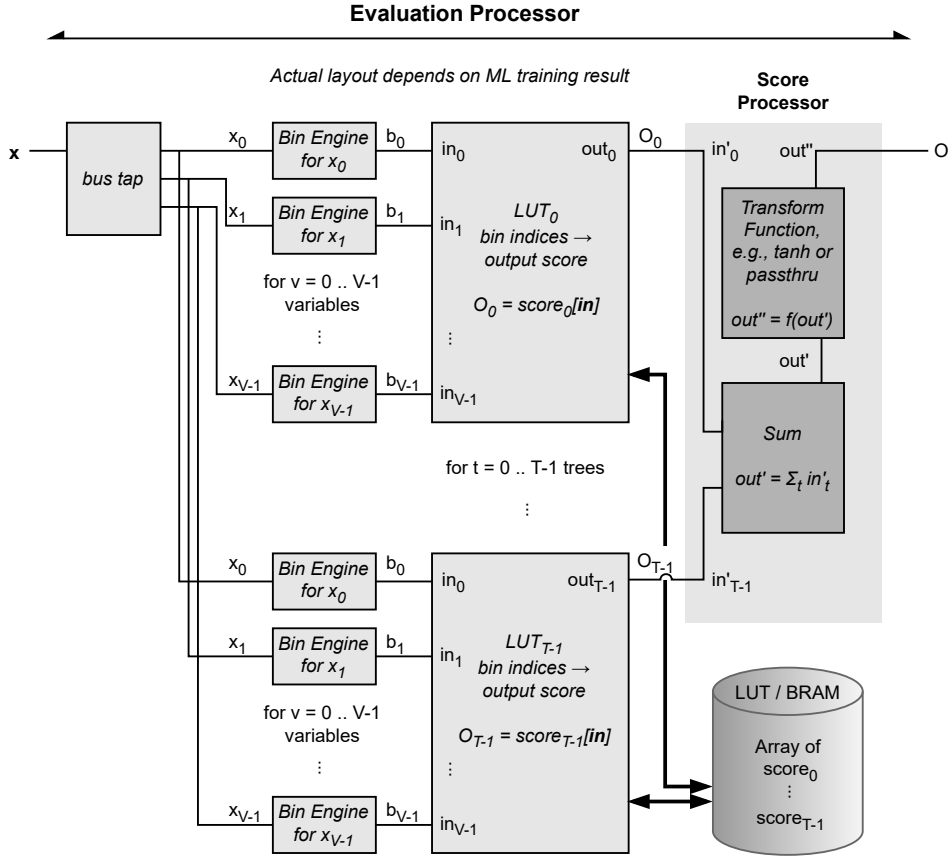 Evaluation Processor
Actual layout depends on ML training result
Score
Processor
x
bus tap
x0
Bin Engine
for x0
b0
in0
out0
O0
in'0
out''
O
x1
Bin Engine
for x1
b1
in1
LUT0
bin indices →
output score
O0 = score0[in]
for v = 0 .. V-1
variables
⋮
⋮
xV-1
Bin Engine
for xV-1
bV-1
inV-1
Transform
Function,
e.g., tanh or
passthru
out'' = f(out')
out'
Sum
out' = Σt in't
for t = 0 .. T-1 trees
⋮
x0
Bin Engine
for x0
b0
in0
outT-1
OT-1
in'T-1
x1
Bin Engine
for x1
b1
in1
LUTT-1
bin indices →
output score
OT-1 = scoreT-1[in]
for v = 0 .. V-1
variables
⋮
⋮
xV-1
Bin Engine
for xV-1
bV-1
inV-1
LUT / BRAM
Array of
score0
⋮
scoreT-1